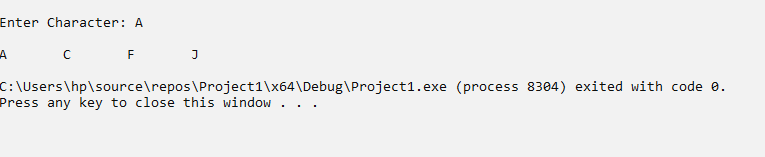 Enter Character: A
A C F J
C:\Users\hp\source\repos\Project1\x64\Debug\Project1.exe (process 8304) exited with code 0.
Press any key to close this window . . .